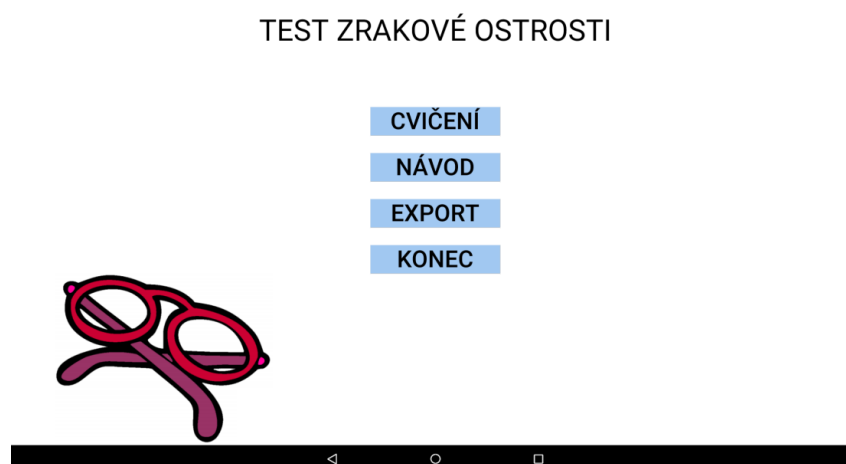 TEST ZRAKOVÉ OSTROSTI
CVIČENÍ
NÁVOD
EXPORT
KONEC